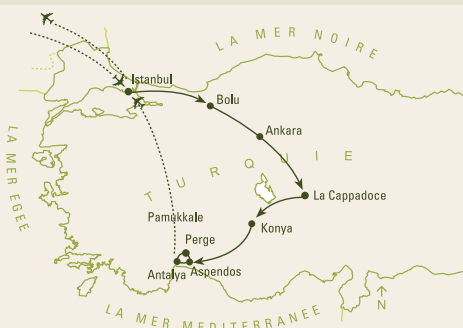 LA MER NOIRE
Istanbul
Bolu
Ankara
TURQUIE
LA MER EGEE
La Cappadoce
Pamukkale
Konya
Perge
Antalya Aspendos
N
LA MER MEDITERRANEE